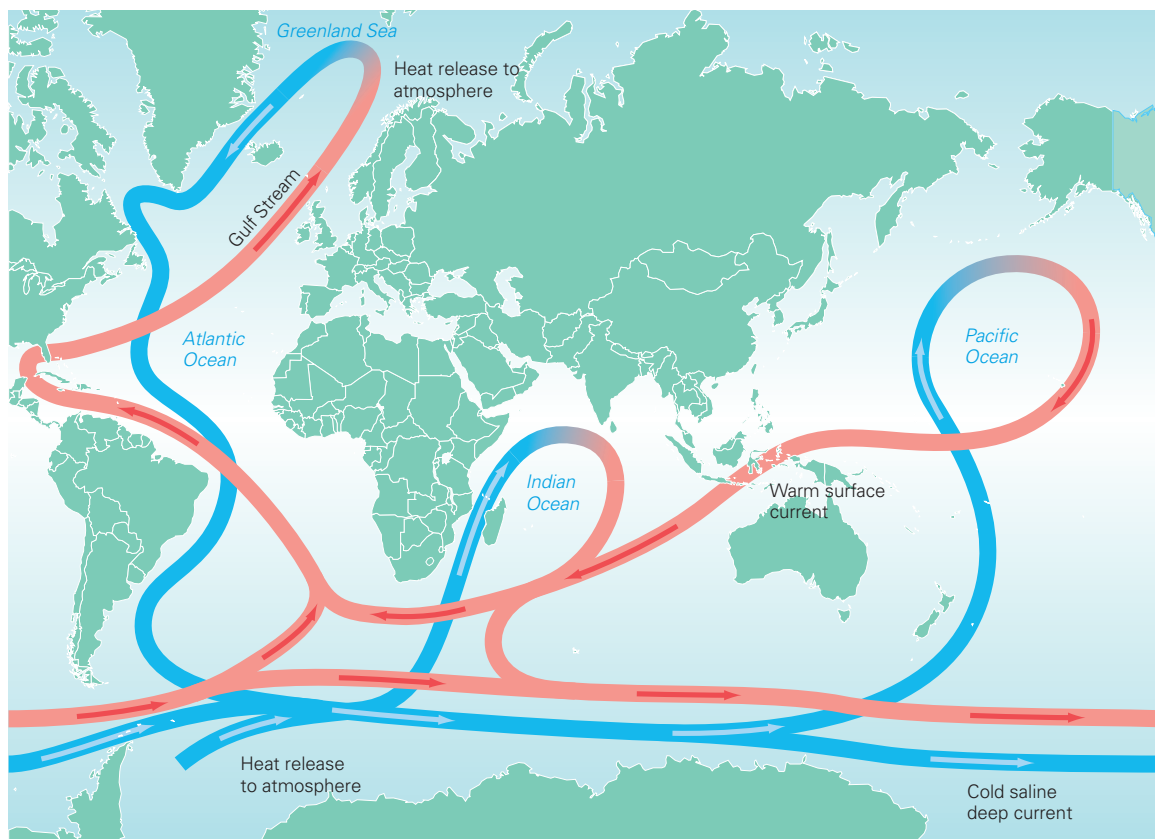 Greenland Sea
Heat release to
atmosphere
Gulf Stream
Atlantic
Ocean
Pacific
Ocean
Indian
Ocean
Warm surface
current
Heat release
to atmosphere
Cold saline
deep current